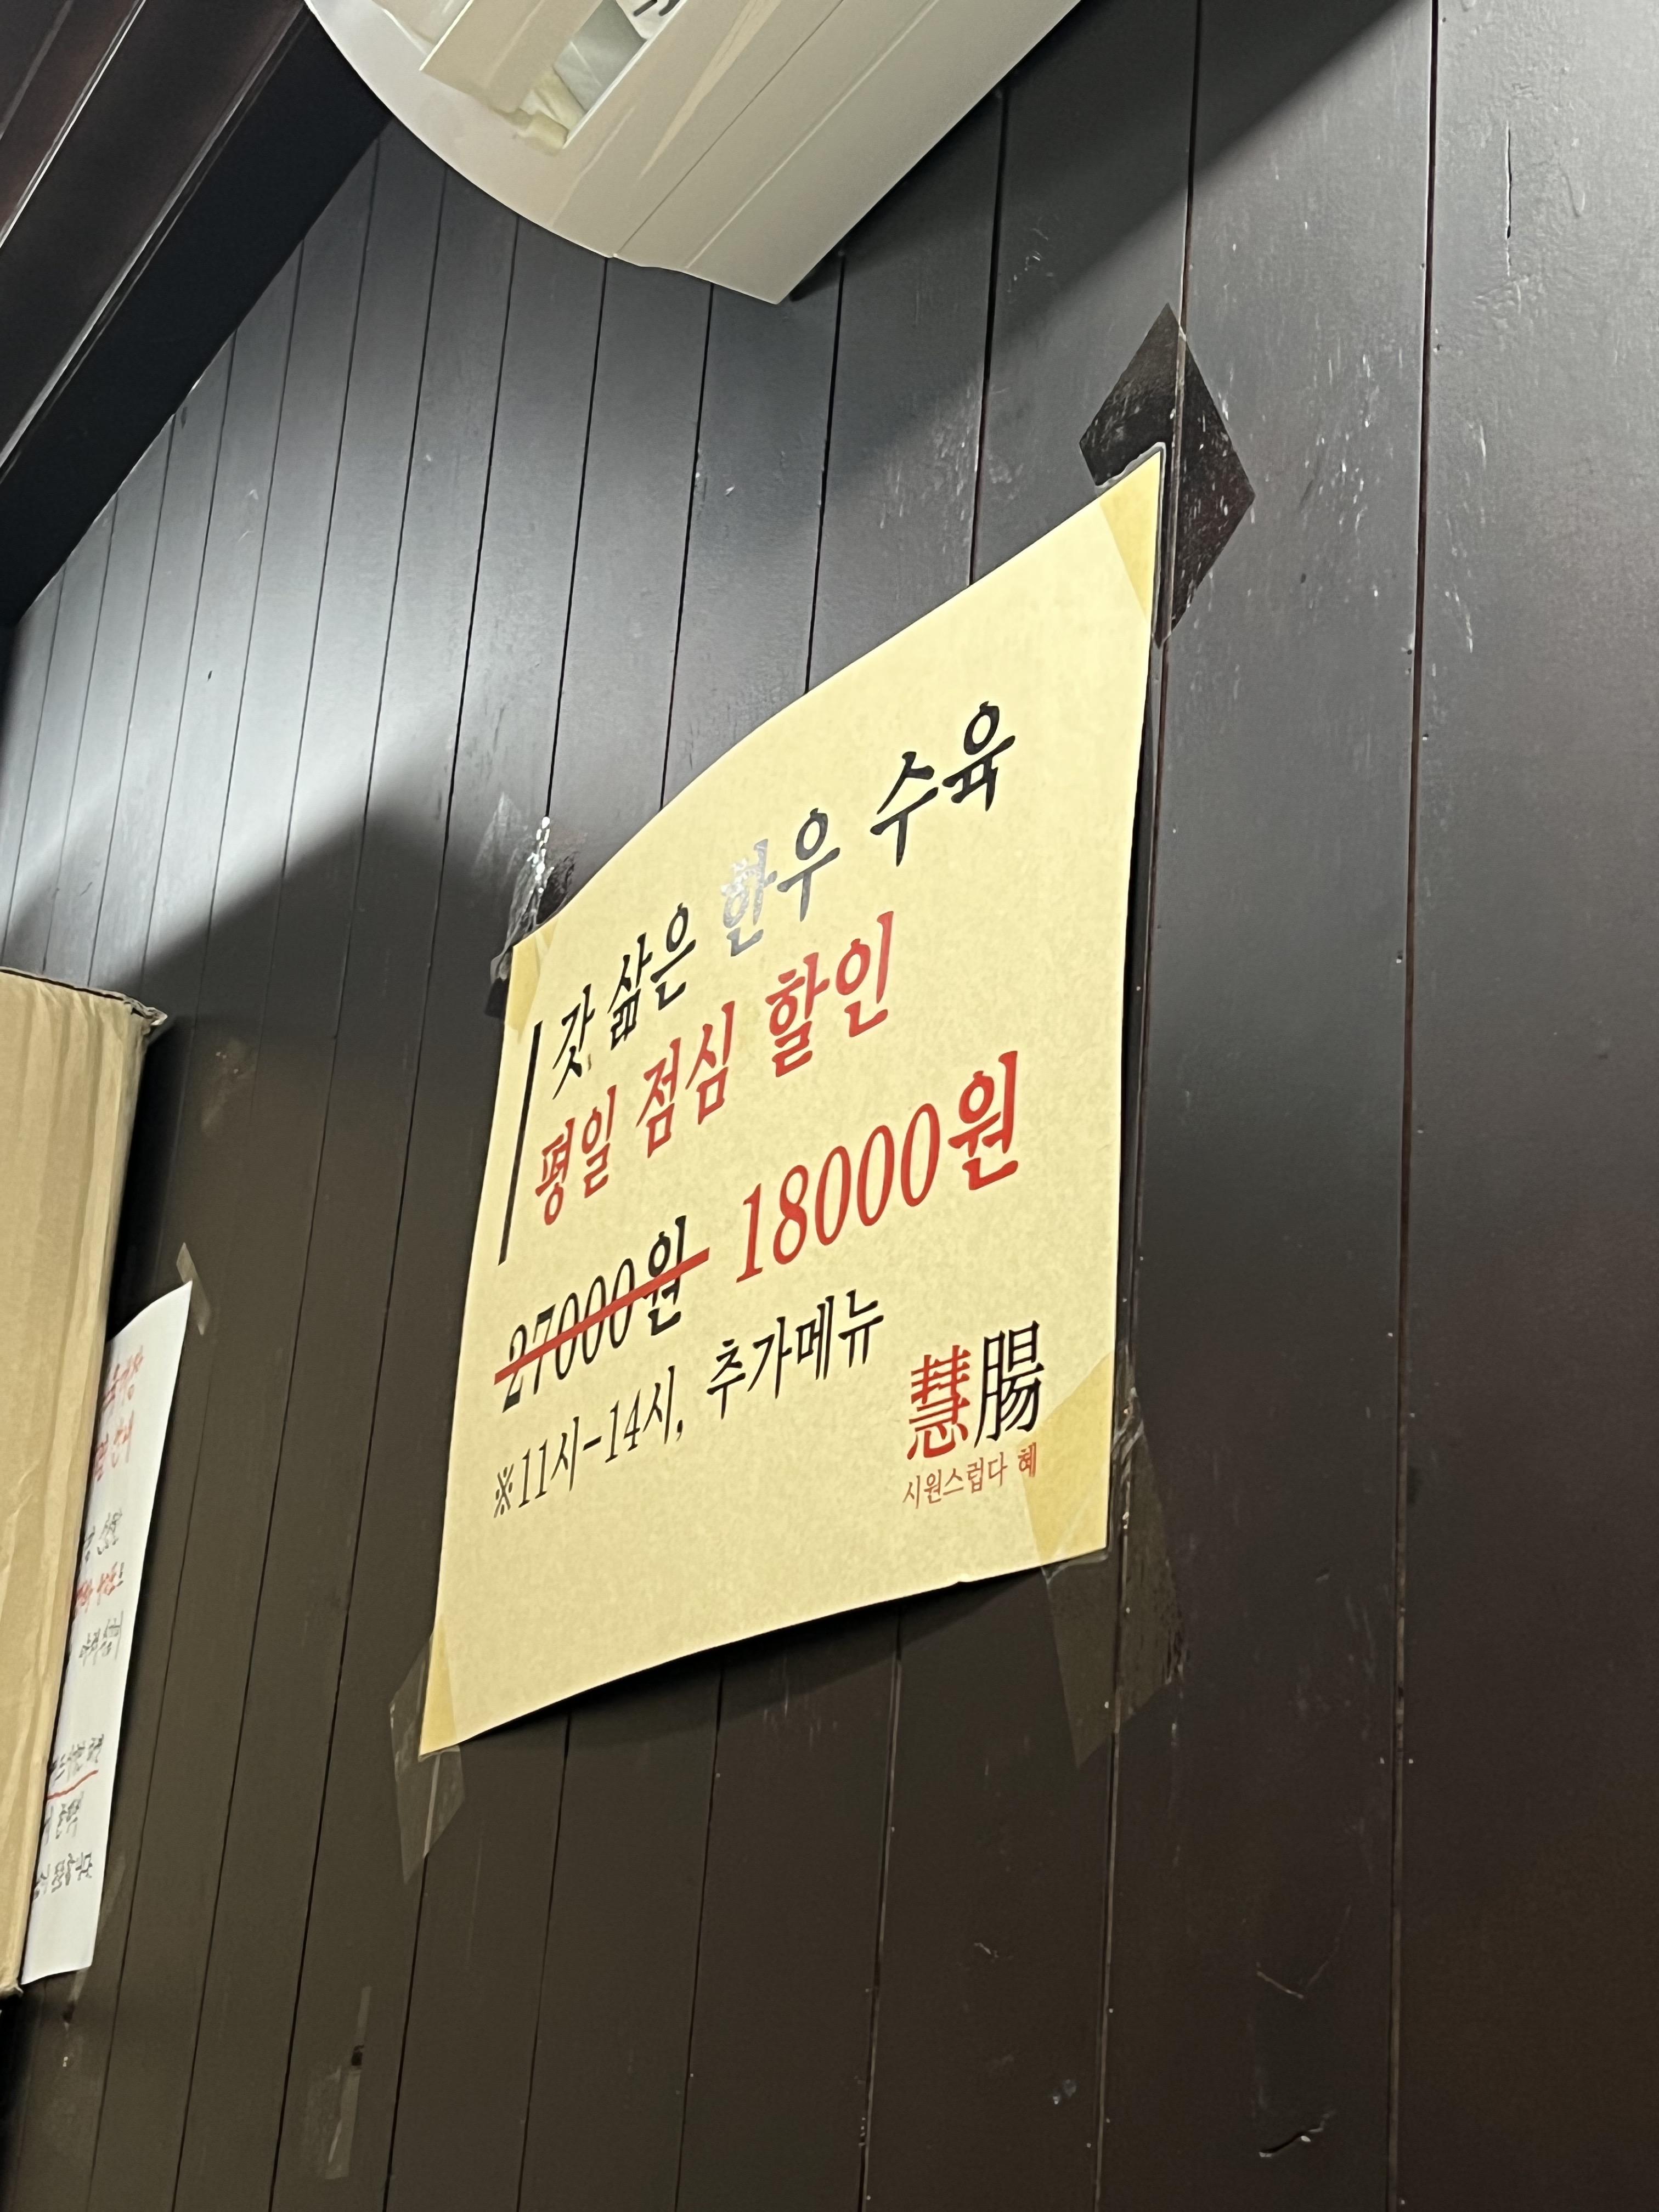 갓 삶은 한우 수육
평일 점심 할인
27000원 18000원
※11시-14시, 추가메뉴
慧腸
시원스럽다 혜